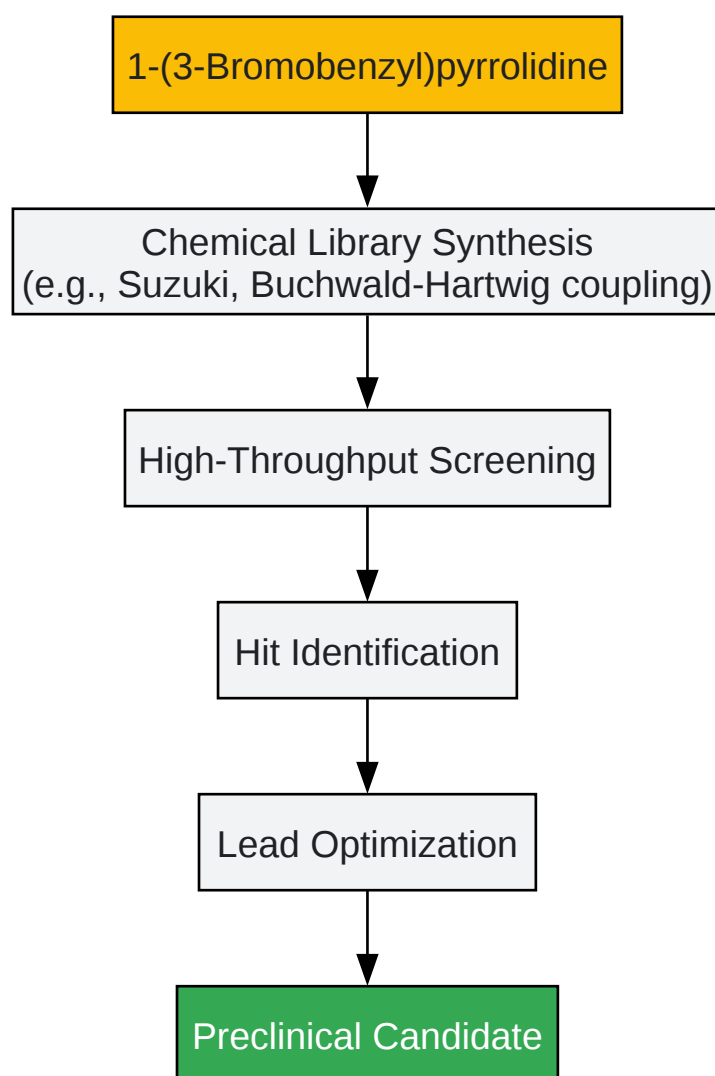 1-(3-Bromobenzyl)pyrrolidine
Chemical Library Synthesis
(e.g., Suzuki, Buchwald-Hartwig coupling)
High-Throughput Screening
Hit Identification
Lead Optimization
Preclinical Candidate